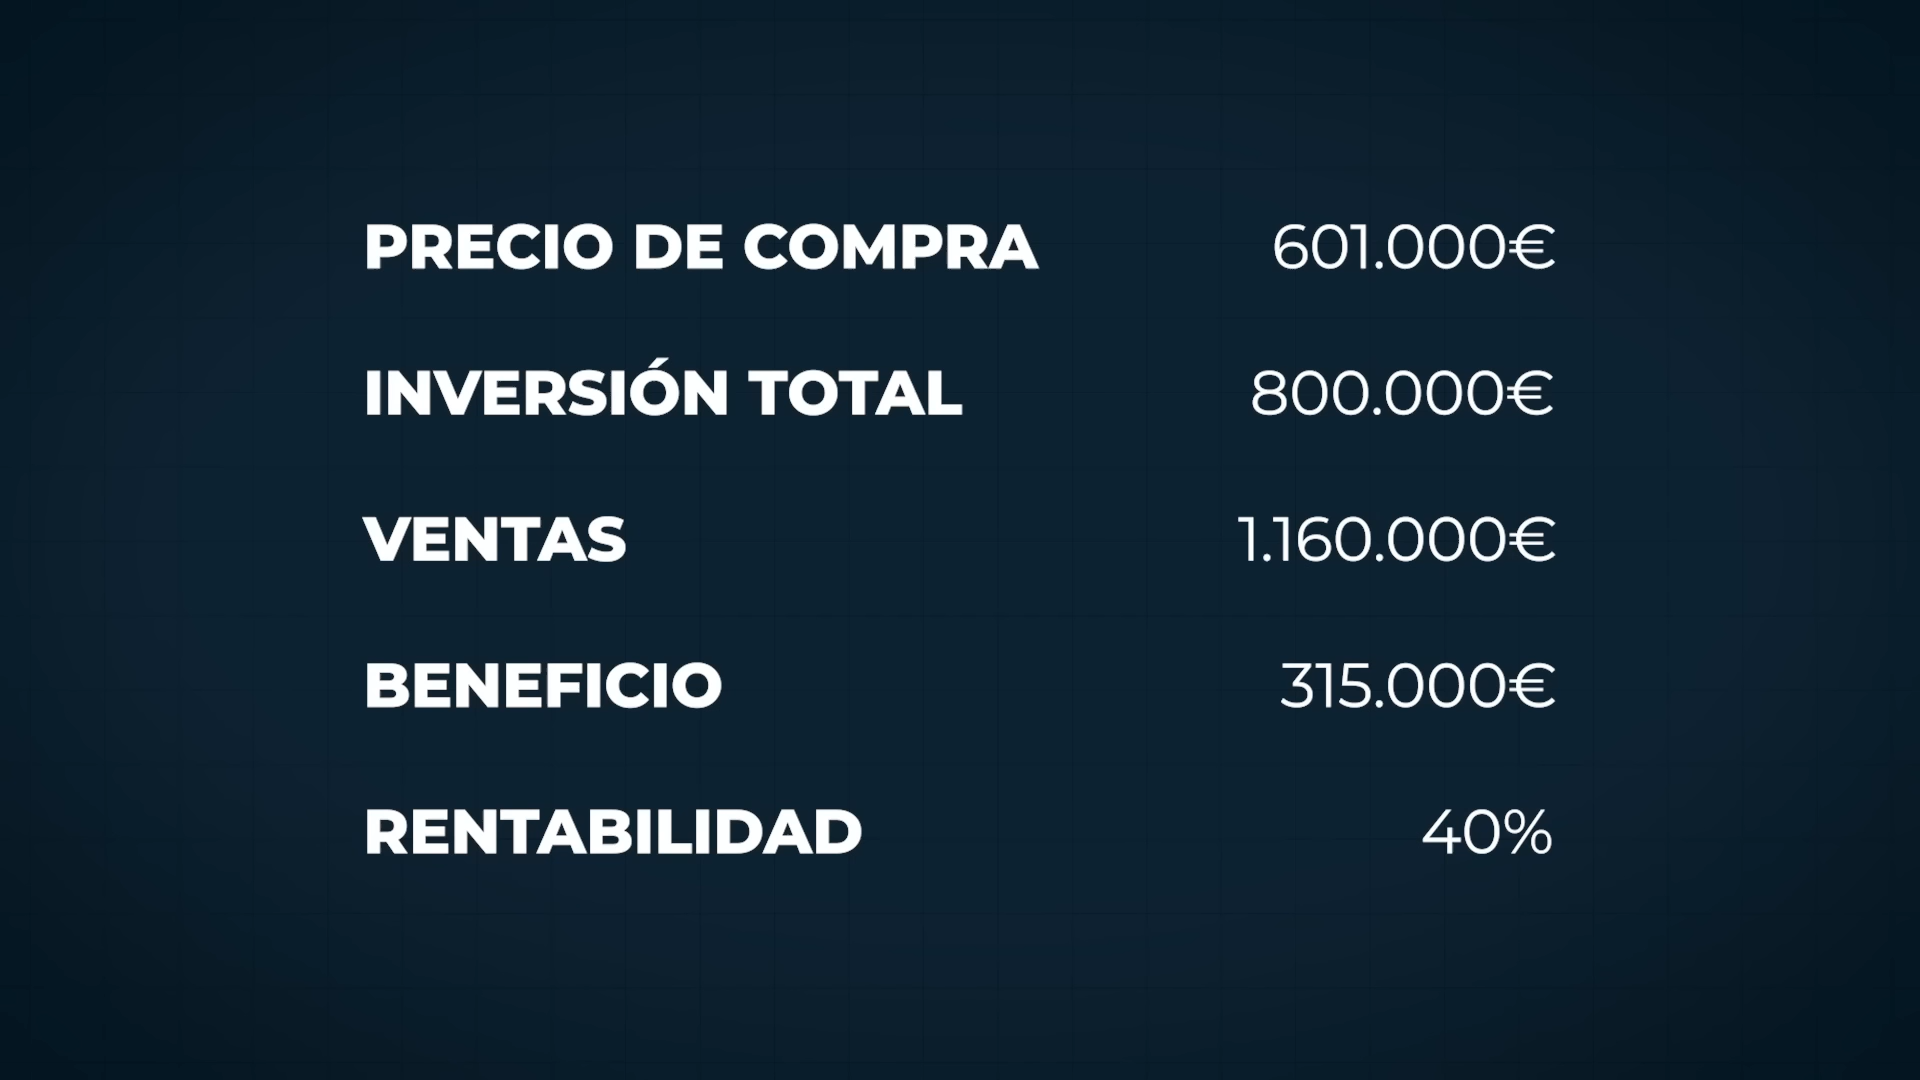 PRECIO DE COMPRA 601.000€
INVERSIÓN TOTAL 800.000€
VENTAS 1.160.000€
BENEFICIO 315.000€
RENTABILIDAD 40%